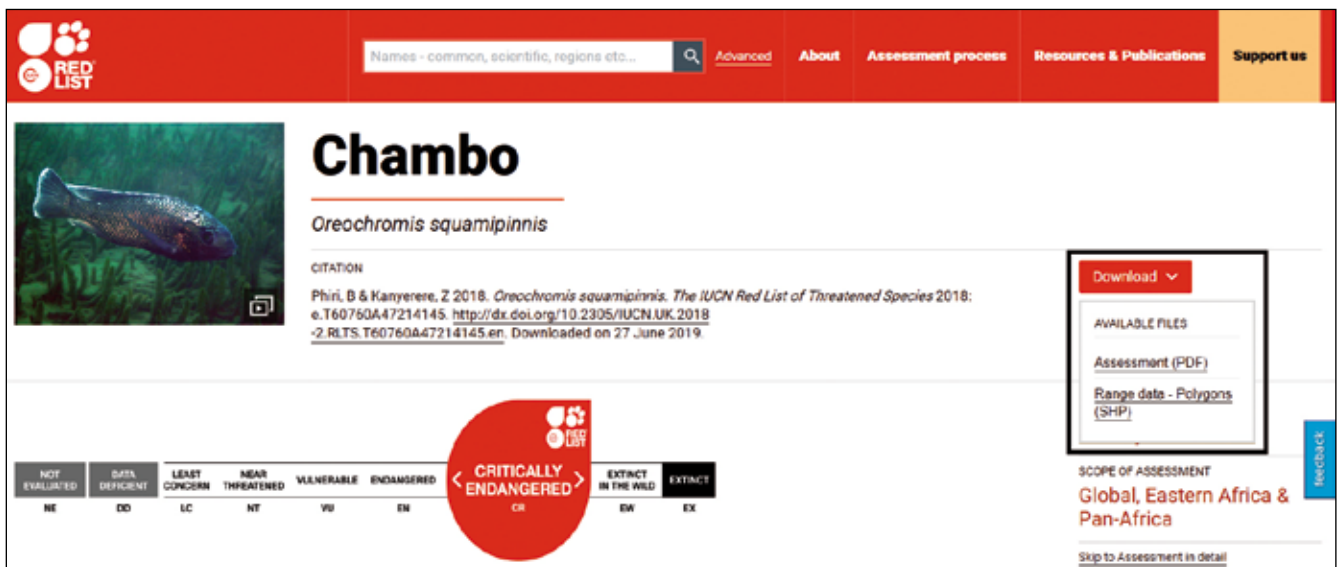 RED
LIST
Names - common, scientific, regions etc...
Advanced
About
Assessment process
Resources & Publications
Support us
Chambo
Oreochromis squamipinnis
CITATION
Phiri, B & Kanyerere, Z 2018. Oreochromis squamipinnis. The IUCN Red List of Threatened Species 2018:
e.T60760A47214145. http://dx.doi.org/10.2305/IUCN.UK.2018
-2.RLTS.T60760A47214145.en. Downloaded on 27 June 2019.
Download
AVAILABLE FILES
Assessment (PDF)
Range data - Polygons
(SHP)
feedback
RED
LIST
NOT
EVALUATED
NE
DATA
DEFICIENT
DD
LEAST
CONCERN
LC
NEAR
THREATENED
NT
VULNERABLE
VU
ENDANGERED
EN
< CRITICALLY
ENDANGERED >
CR
EXTINCT
IN THE WILD
EW
EXTINCT
EX
SCOPE OF ASSESSMENT
Global, Eastern Africa &
Pan-Africa
Skip to Assessment in detail